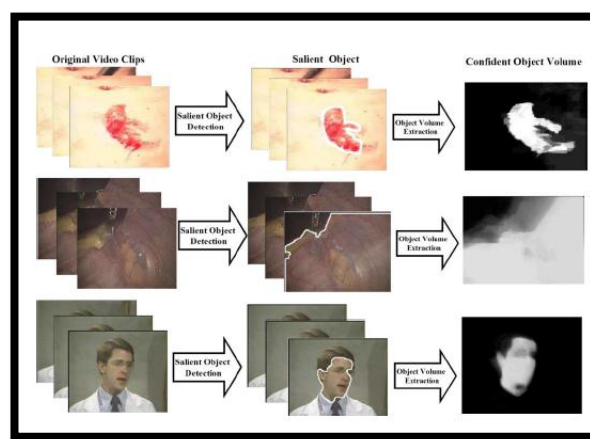 Original Video Clips
Salient Object
Confident Object Volume
Salient Object
Detection
Object Volume
Extraction
Salient Object
Detection
Object Volume
Extraction
Salient Object
Detection
Object Volume
Extraction